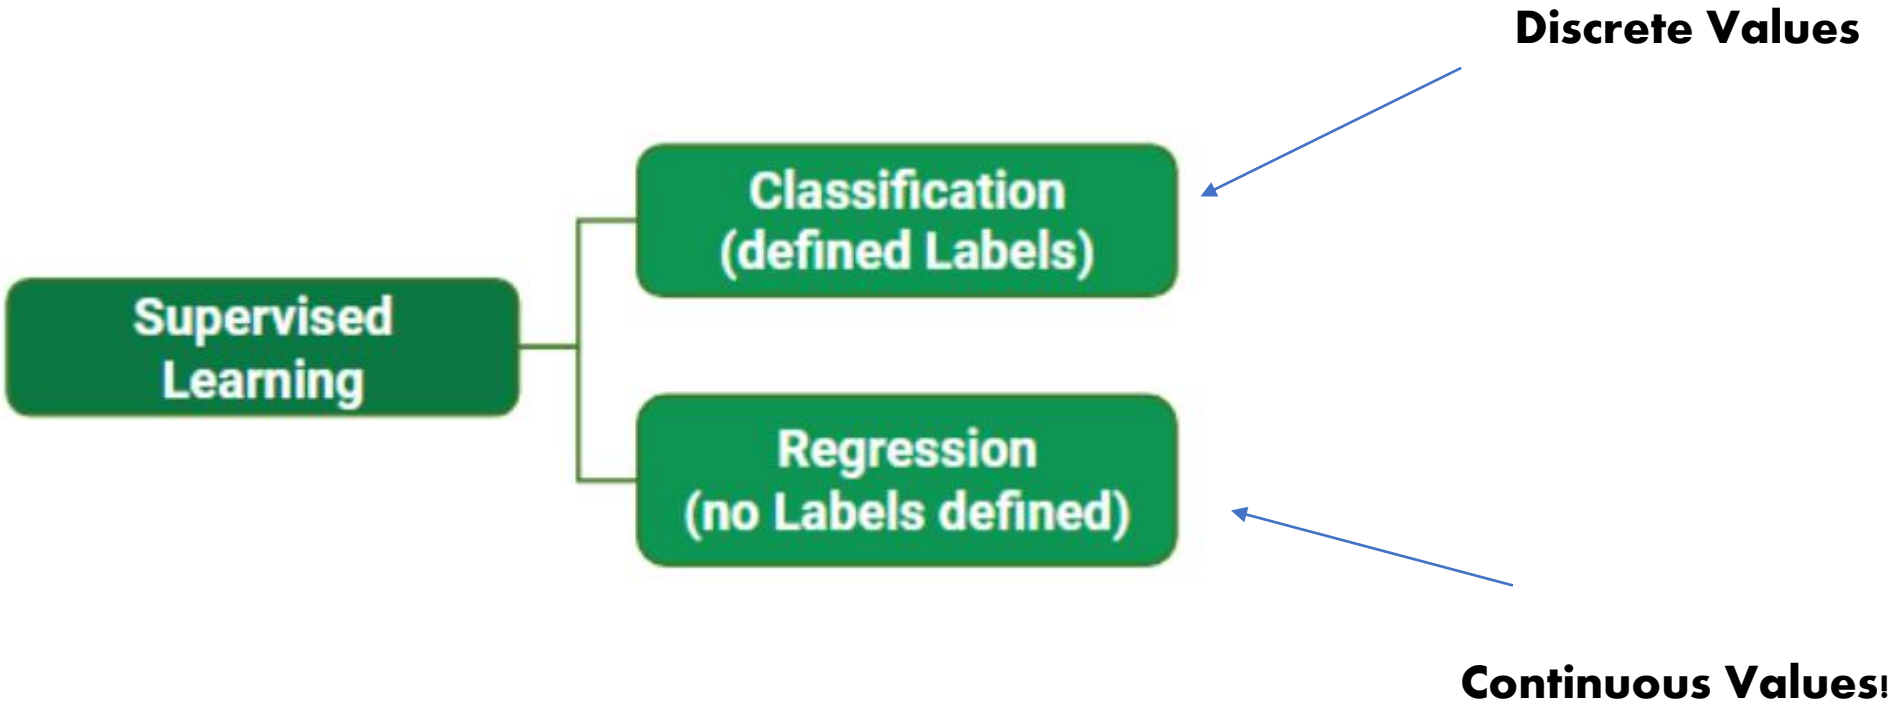 Discrete Values
Classification
(defined Labels)
Supervised
Learning
Regression
(no Labels defined)
Continuous Values!